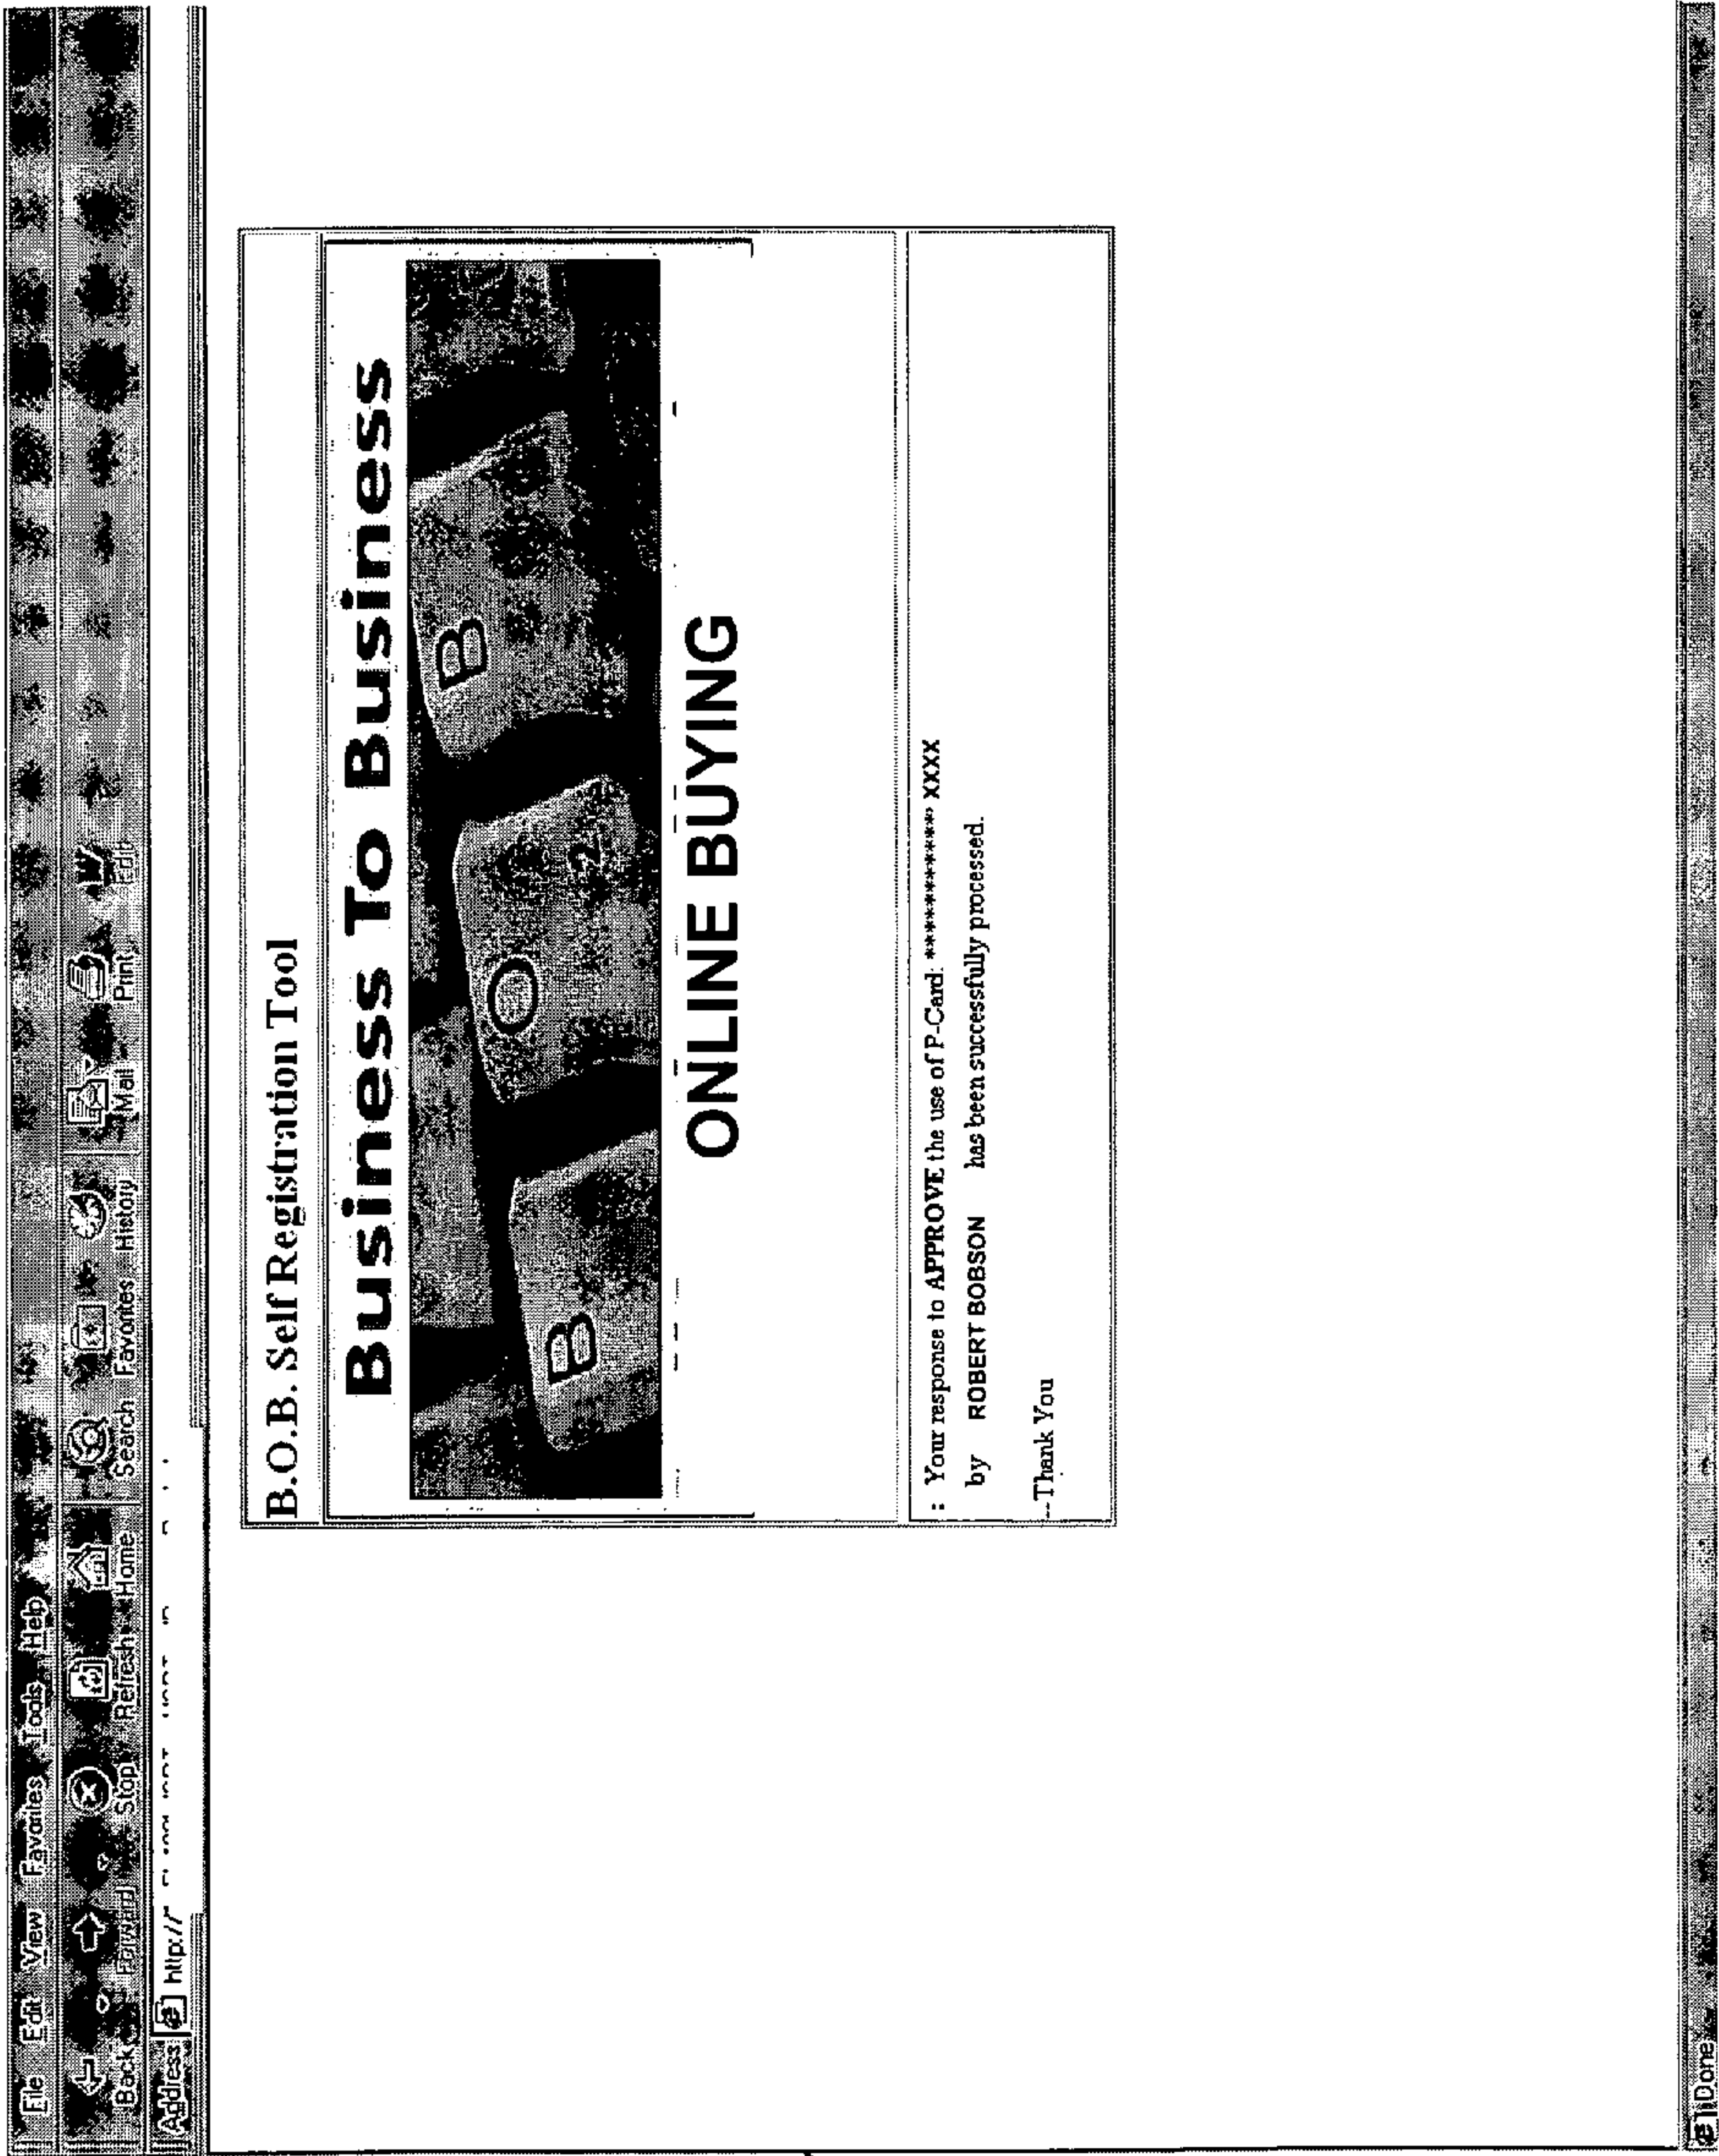 File Edit View Favorites Tools Help
Back Forward Stop Refresh Home Search Favorites History Mail Print Edit
Address http://
B.O.B. Self Registration Tool
Business To Business
B O B
2
ONLINE BUYING
: Your response to APPROVE the use of P-Card: ************ XXXX
by ROBERT BOBSON has been successfully processed.
--Thank You
Done